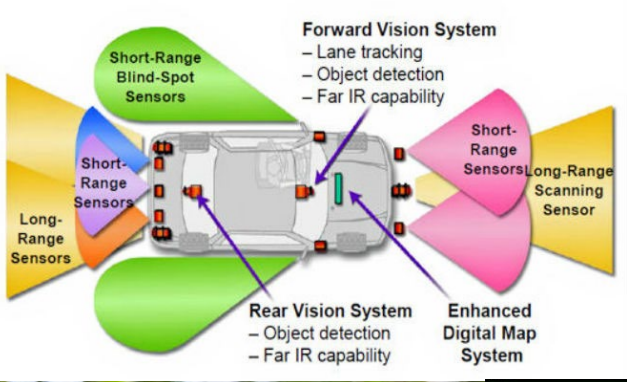 Forward Vision System
– Lane tracking
– Object detection
– Far IR capability
Short-Range
Blind-Spot
Sensors
Short-
Range
Sensors
Long-Range
Scanning
Sensor
Short-
Range
Sensors
Long-
Range
Sensors
Rear Vision System
– Object detection
– Far IR capability
Enhanced
Digital Map
System